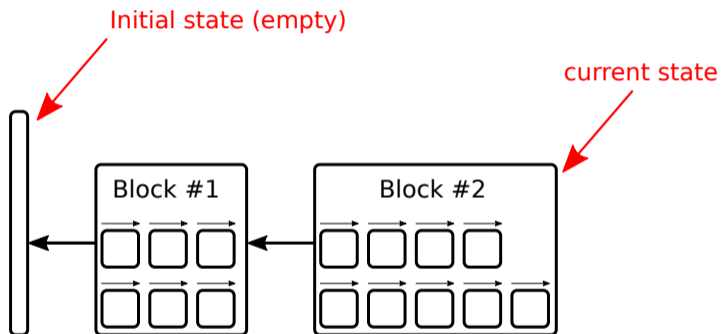 Initial state (empty)
current state
Block #1
Block #2